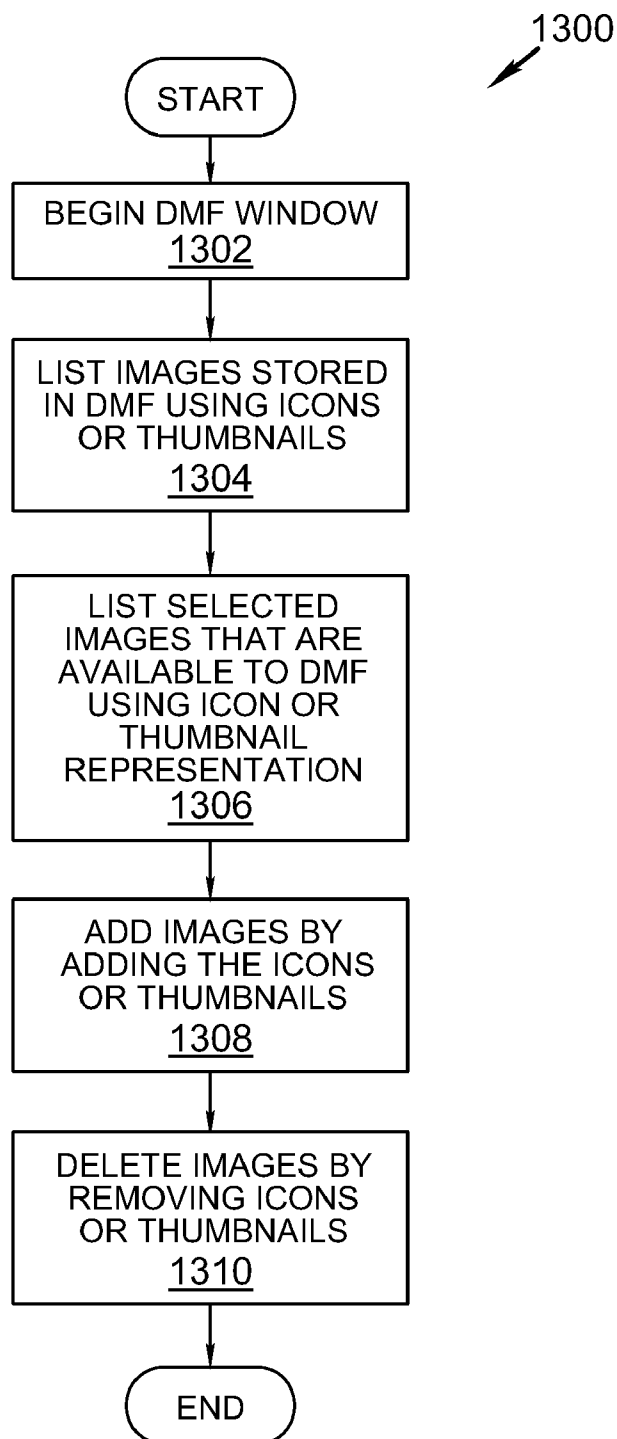 1300
START
BEGIN DMF WINDOW
1302
LIST IMAGES STORED
IN DMF USING ICONS
OR THUMBNAILS
1304
LIST SELECTED
IMAGES THAT ARE
AVAILABLE TO DMF
USING ICON OR
THUMBNAIL
REPRESENTATION
1306
ADD IMAGES BY
ADDING THE ICONS
OR THUMBNAILS
1308
DELETE IMAGES BY
REMOVING ICONS
OR THUMBNAILS
1310
END